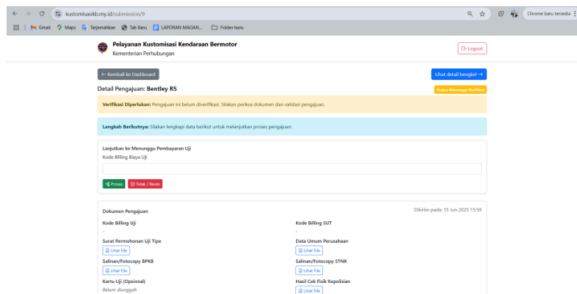 kustomisasikb.my.id/submission/9
Chrome baru tersedia
Gmail
Maps
Terjemahan
Tab Baru
LAPORAN MAGAN...
Folder baru
Pelayanan Kustomisasi Kendaraan Bermotor
Kementerian Perhubungan
Logout
← Kembali ke Dashboard
Lihat detail bengkel →
Detail Pengajuan: Bentley RS
Status: Menunggu Verifikasi
Verifikasi Diperlukan: Pengajuan ini belum diverifikasi. Silakan periksa dokumen dan validasi pengajuan.
Langkah Berikutnya: Silakan lengkapi data berikut untuk melanjutkan proses pengajuan:
Lanjutkan ke Menunggu Pembayaran Uji
Kode Billing Biaya Uji
Proses
Tolak / Revisi
Dokumen Pengajuan
Dikirim pada: 13 Jun 2025 15:39
Kode Billing Uji
Kode Billing SUT
-
-
Surat Permohonan Uji Tipe
Data Umum Perusahaan
Lihat File
Lihat File
Salinan/Fotocopy BPKB
Salinan/Fotocopy STNK
Lihat File
Lihat File
Kartu Uji (Opsional)
Hasil Cek Fisik Kepolisian
Belum diunggah
Lihat File